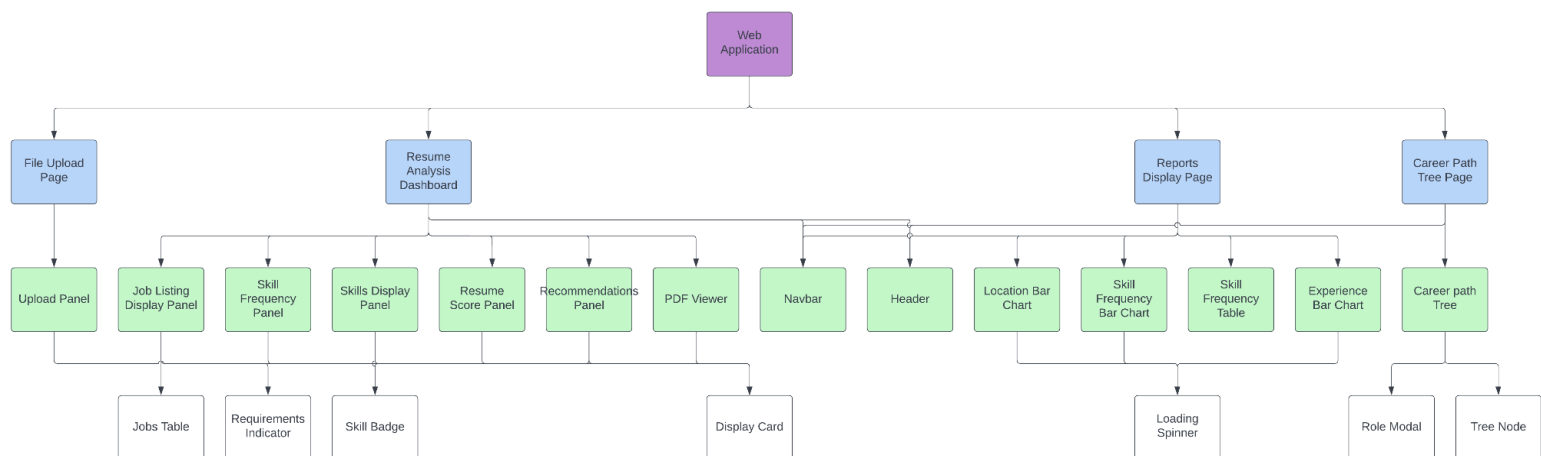 Web
Application
File Upload
Page
Resume
Analysis
Dashboard
Reports
Display Page
Career Path
Tree Page
Upload Panel
Job Listing
Display Panel
Skill
Frequency
Panel
Skills Display
Panel
Resume
Score Panel
Recommendations
Panel
PDF Viewer
Navbar
Header
Location Bar
Chart
Skill
Frequency
Bar Chart
Skill
Frequency
Table
Experience
Bar Chart
Career path
Tree
Jobs Table
Requirements
Indicator
Skill Badge
Display Card
Loading
Spinner
Role Modal
Tree Node